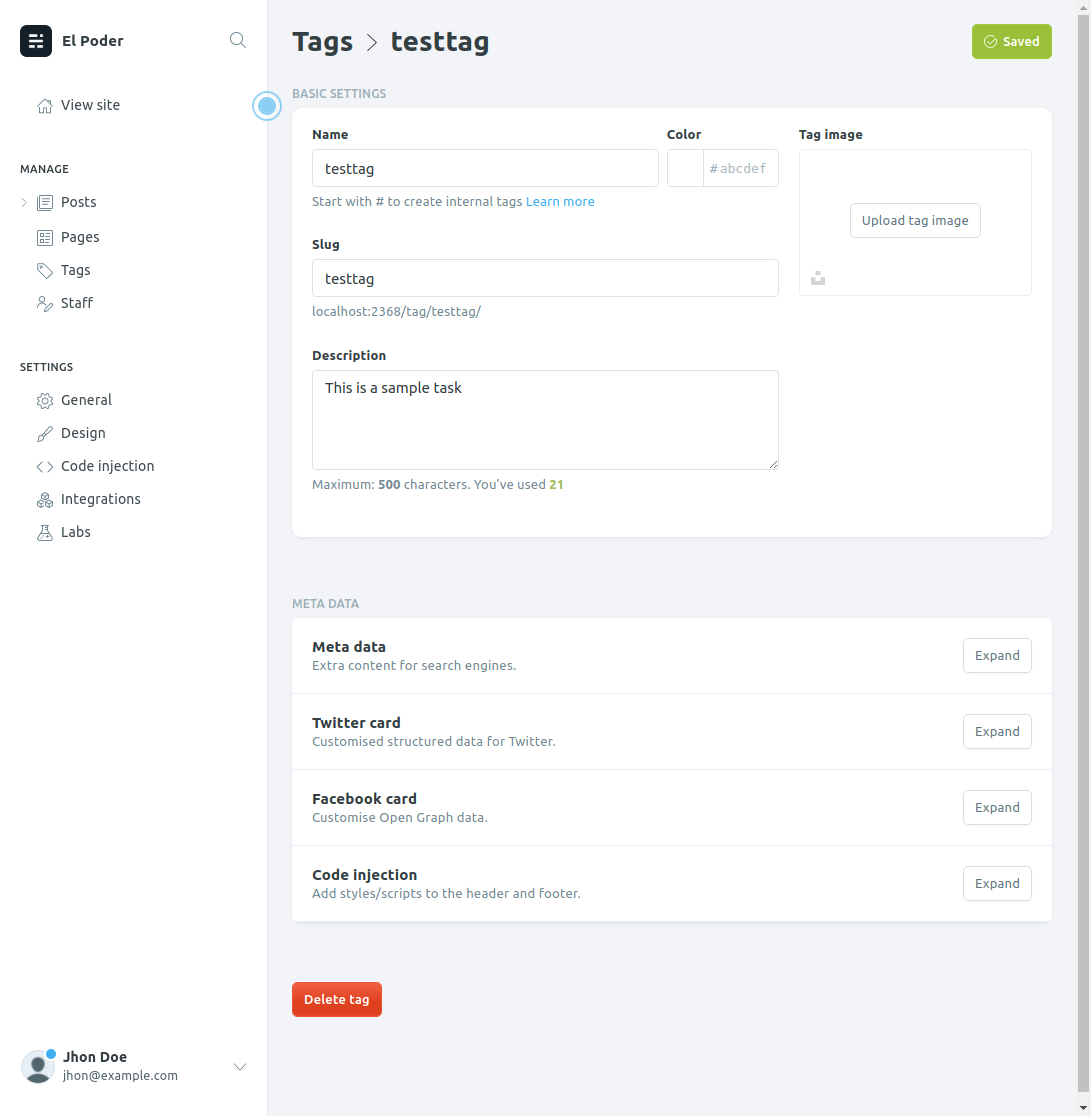 El Poder
View site
MANAGE
Posts
Pages
Tags
Staff
SETTINGS
General
Design
Code injection
Integrations
Labs
Jhon Doe
jhon@example.com
Tags > testtag
Saved
BASIC SETTINGS
Name
testtag
Start with # to create internal tags Learn more
Color
#abcdef
Slug
testtag
localhost:2368/tag/testtag/
Description
This is a sample task
Maximum: 500 characters. You’ve used 21
Tag image
Upload tag image
META DATA
Meta data
Extra content for search engines.
Expand
Twitter card
Customised structured data for Twitter.
Expand
Facebook card
Customise Open Graph data.
Expand
Code injection
Add styles/scripts to the header and footer.
Expand
Delete tag